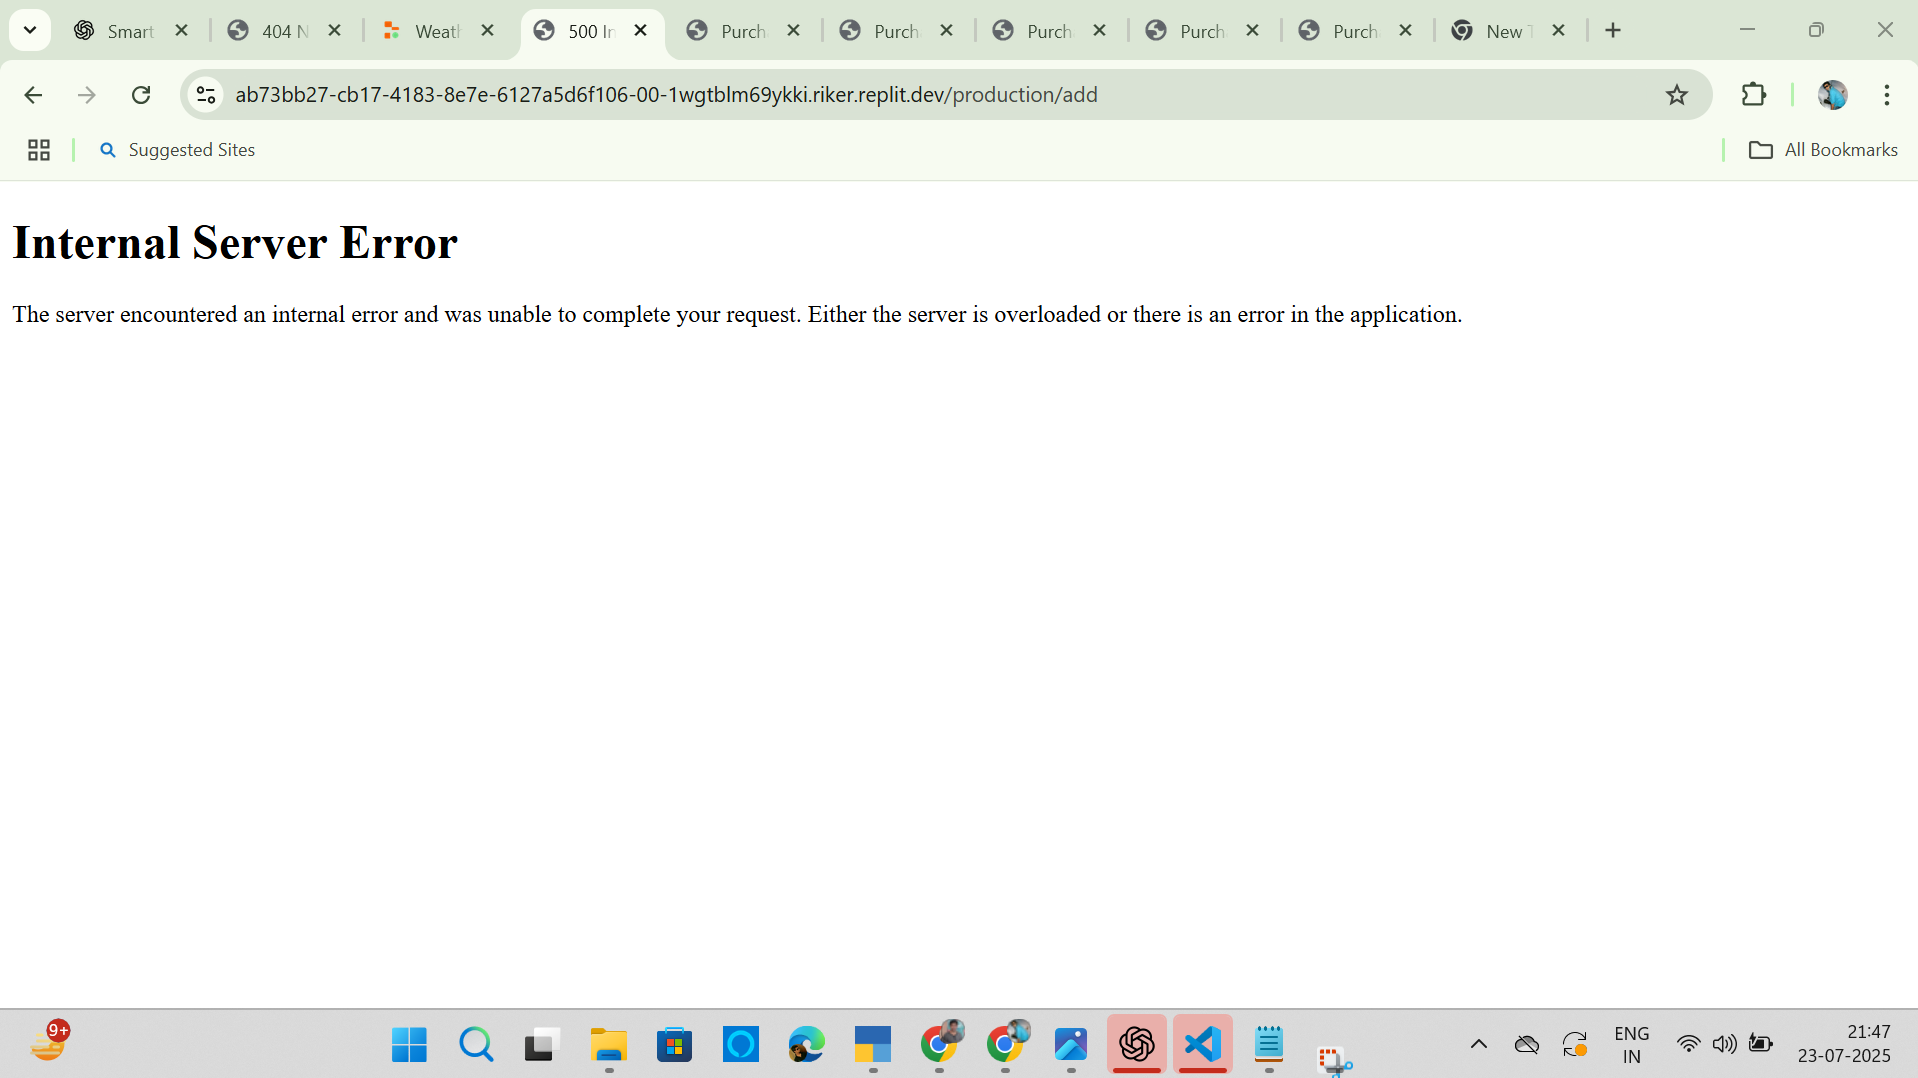 Smart
404 N
Weatl
500 In
Purch
Purch
Purch
Purch
Purch
New T
ab73bb27-cb17-4183-8e7e-6127a5d6f106-00-1wgtblm69ykki.riker.replit.dev/production/add
Suggested Sites
All Bookmarks
Internal Server Error
The server encountered an internal error and was unable to complete your request. Either the server is overloaded or there is an error in the application.
9+
ENG
IN
21:47
23-07-2025